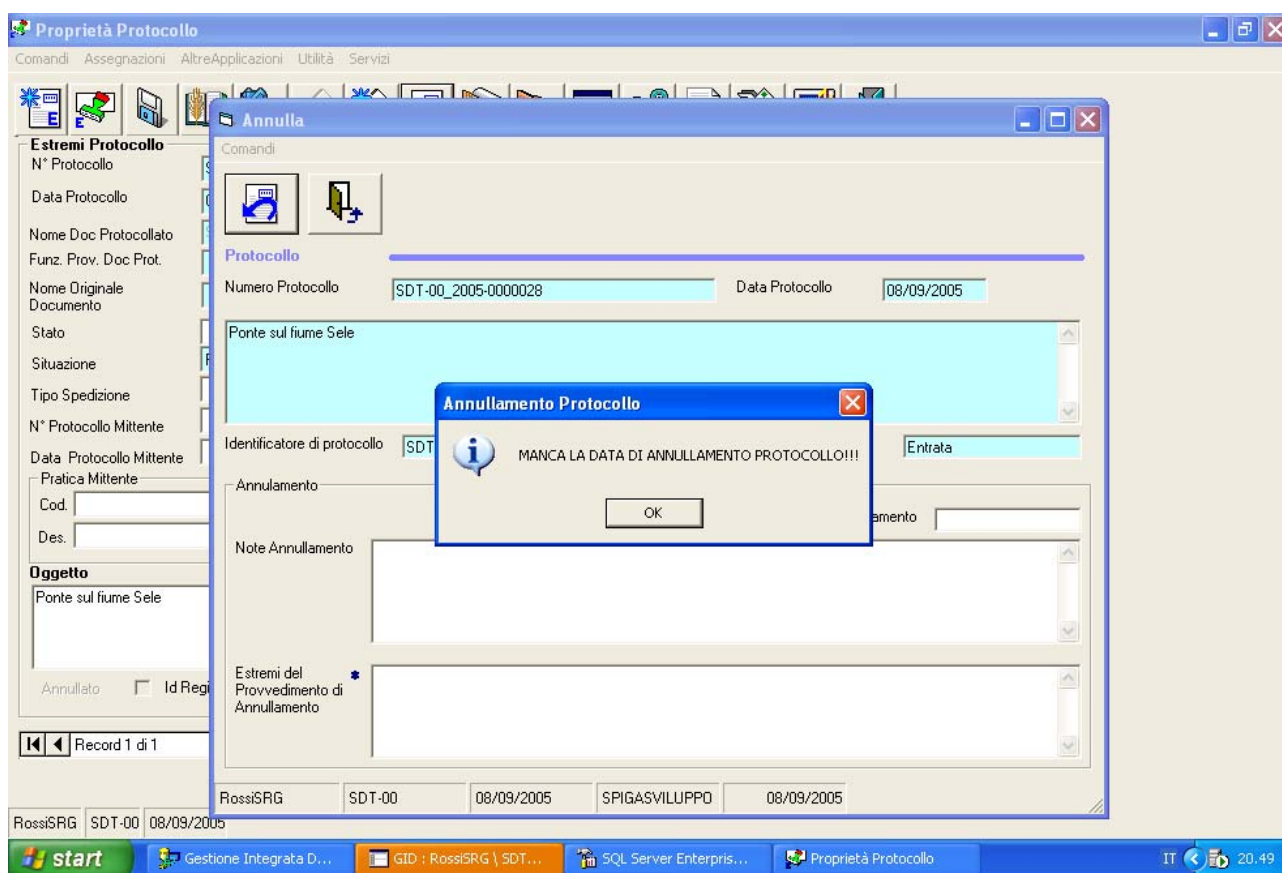 Proprietà Protocollo
Comandi Assegnazioni AltreApplicazioni Utilità Servizi
E E
Estremi Protocollo
N° Protocollo
Data Protocollo
Nome Doc Protocollato
Funz. Prov. Doc Prot.
Nome Originale
Documento
Stato
Situazione
Tipo Spedizione
N° Protocollo Mittente
Data Protocollo Mittente
Pratica Mittente
Cod.
Des.
Oggetto
Ponte sul fiume Sele
Annullato Id Regi
Record 1 di 1
RossiSRG SDT-00 08/09/2005
Annulla
Comandi
Protocollo
Numero Protocollo SDT-00_2005-0000028 Data Protocollo 08/09/2005
Ponte sul fiume Sele
Identificatore di protocollo SDT Entrata
Annulamento
amento
Note Annullamento
Estremi del *
Provvedimento di
Annullamento
RossiSRG SDT-00 08/09/2005 SPIGASVILUPPO 08/09/2005
Annullamento Protocollo
MANCA LA DATA DI ANNULLAMENTO PROTOCOLLO!!!
OK
start Gestione Integrata D... GID : RossiSRG \ SDT... SQL Server Enterpris... Proprietà Protocollo IT 20.49